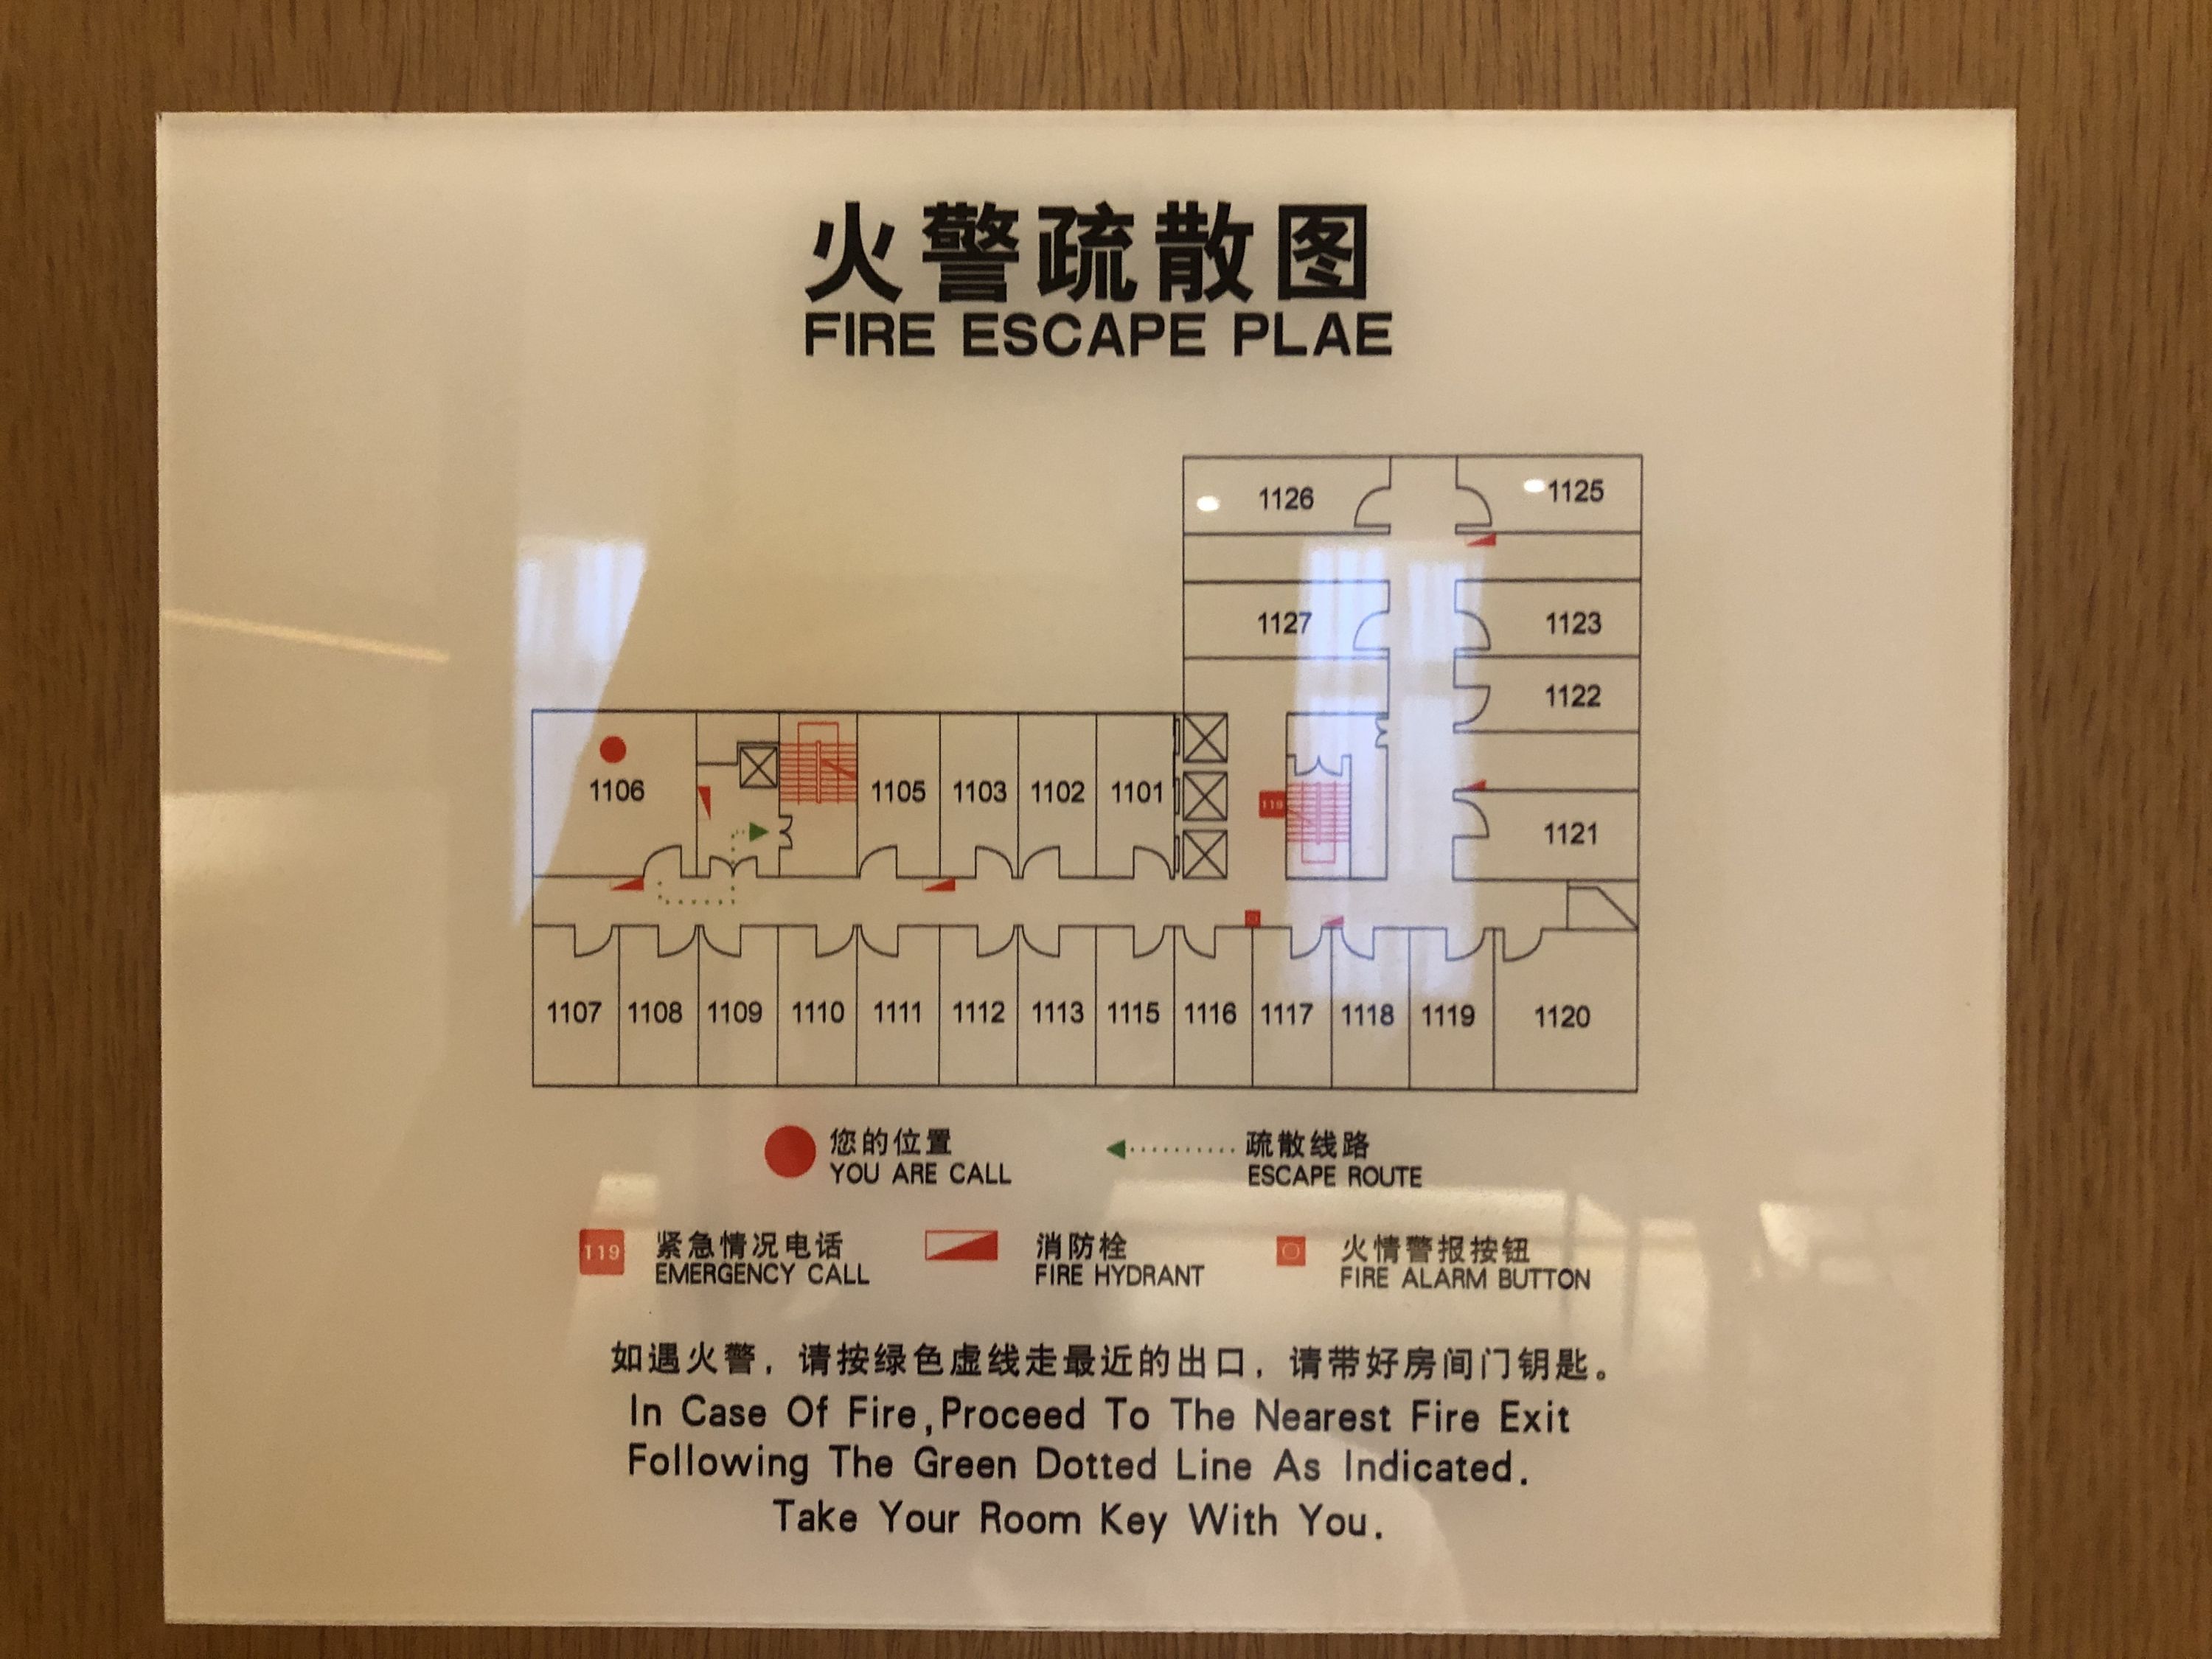 火警疏散图
FIRE ESCAPE PLAE
1126
1125
1127
1123
1122
1106
1105
1103
1102
1101
119
1121
1107
1108
1109
1110
1111
1112
1113
1115
1116
1117
1118
1119
1120
您的位置
YOU ARE CALL
疏散线路
ESCAPE ROUTE
119
紧急情况电话
EMERGENCY CALL
消防栓
FIRE HYDRANT
火情警报按钮
FIRE ALARM BUTTON
如遇火警，请按绿色虚线走最近的出口，请带好房间门钥匙。
In Case Of Fire,Proceed To The Nearest Fire Exit
Following The Green Dotted Line As Indicated.
Take Your Room Key With You.